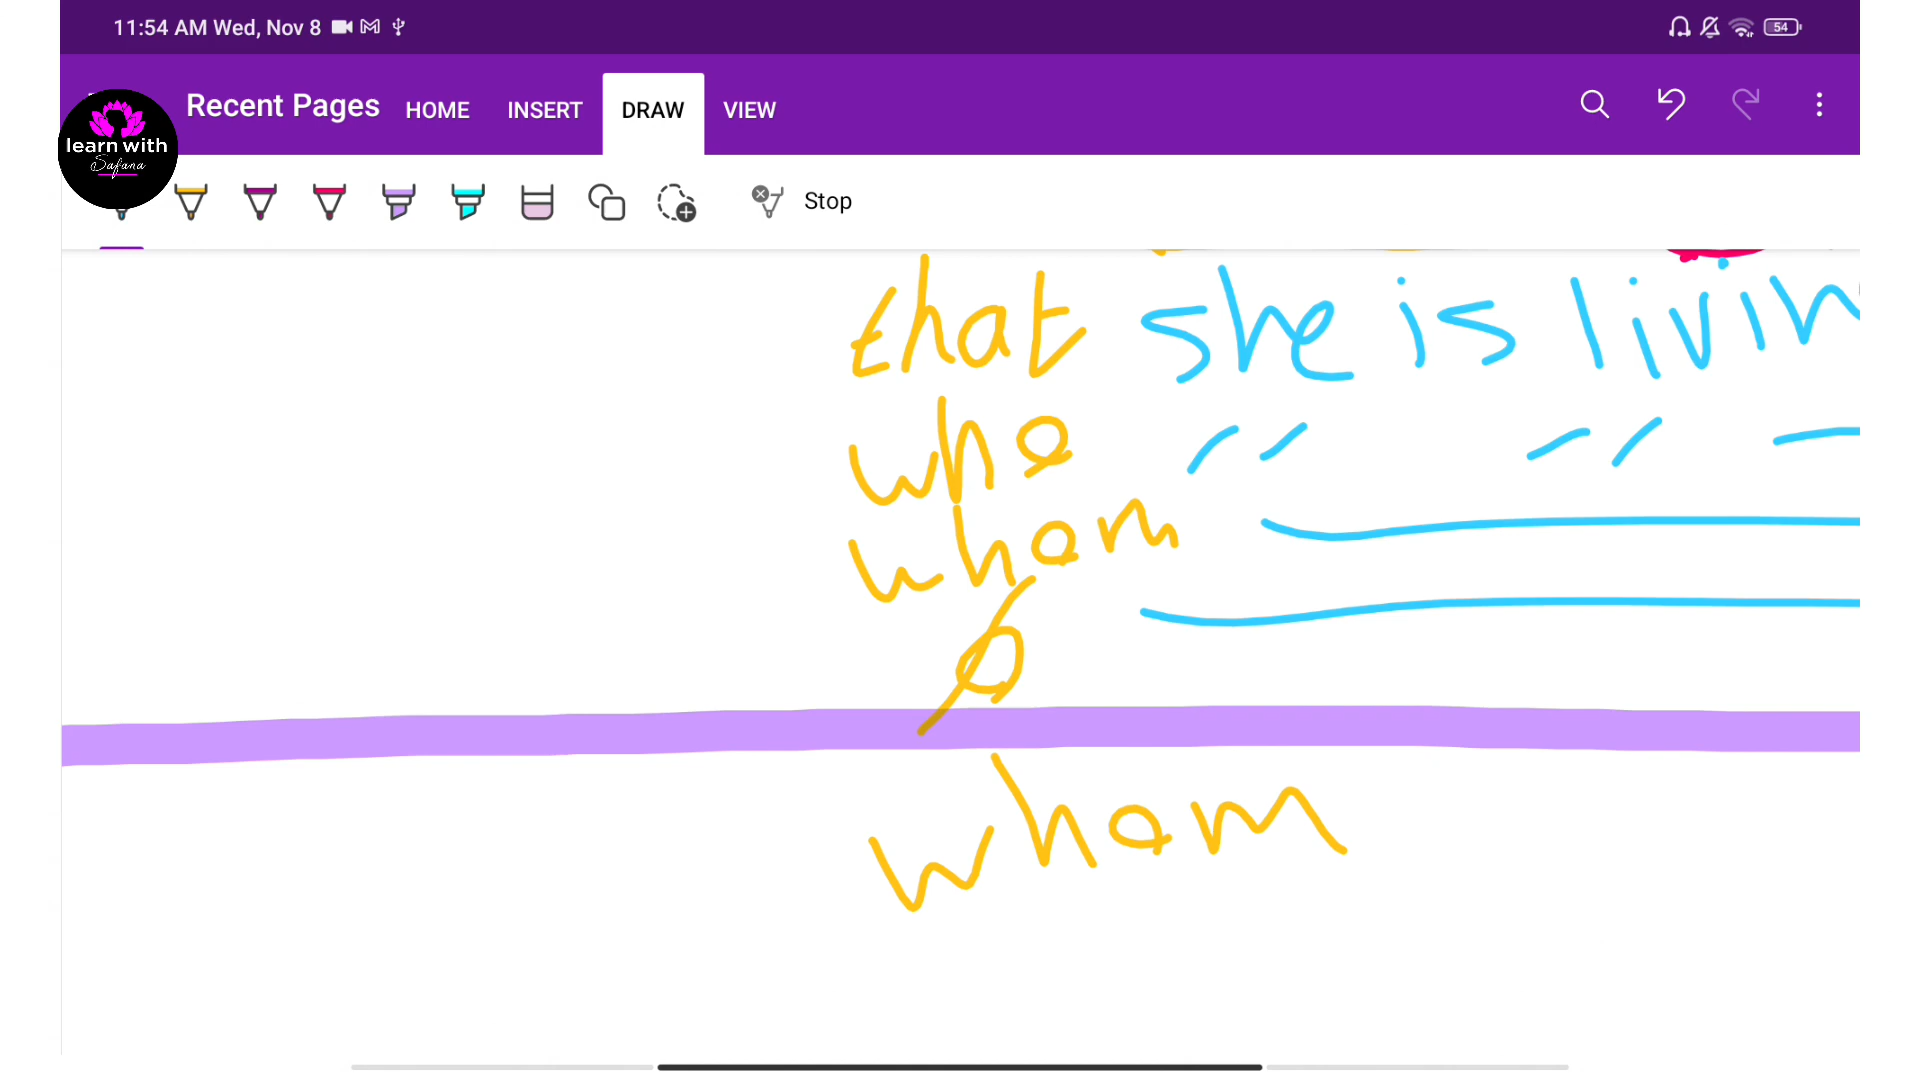 11:54 AM Wed, Nov 8
54
Recent Pages HOME INSERT DRAW VIEW
learn with
Safana
Stop
that she is livin
who
whom
Ø
whom